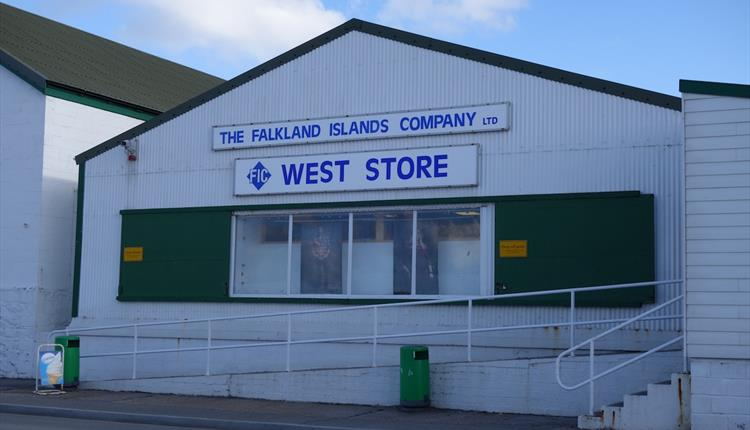 THE FALKLAND ISLANDS COMPANY LTD
FIC WEST STORE